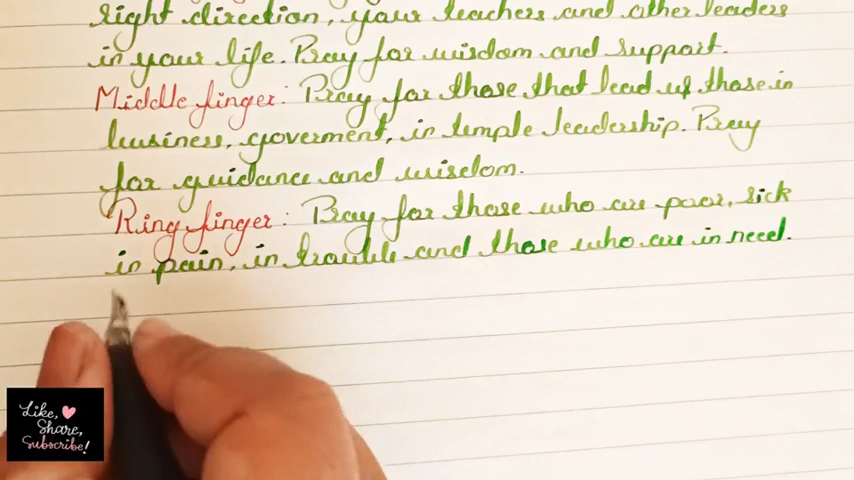 right direction, your teachers and other leaders
in your life. Pray for wisdom and support.
Middle finger: Pray for those that lead us those in
business, goverment, in temple leadership. Pray
for guidance and wisdom.
Ring finger: Pray for those who are poor, sick
in pain, in trouble and those who are in need.
Like,
Share,
Subscribe!